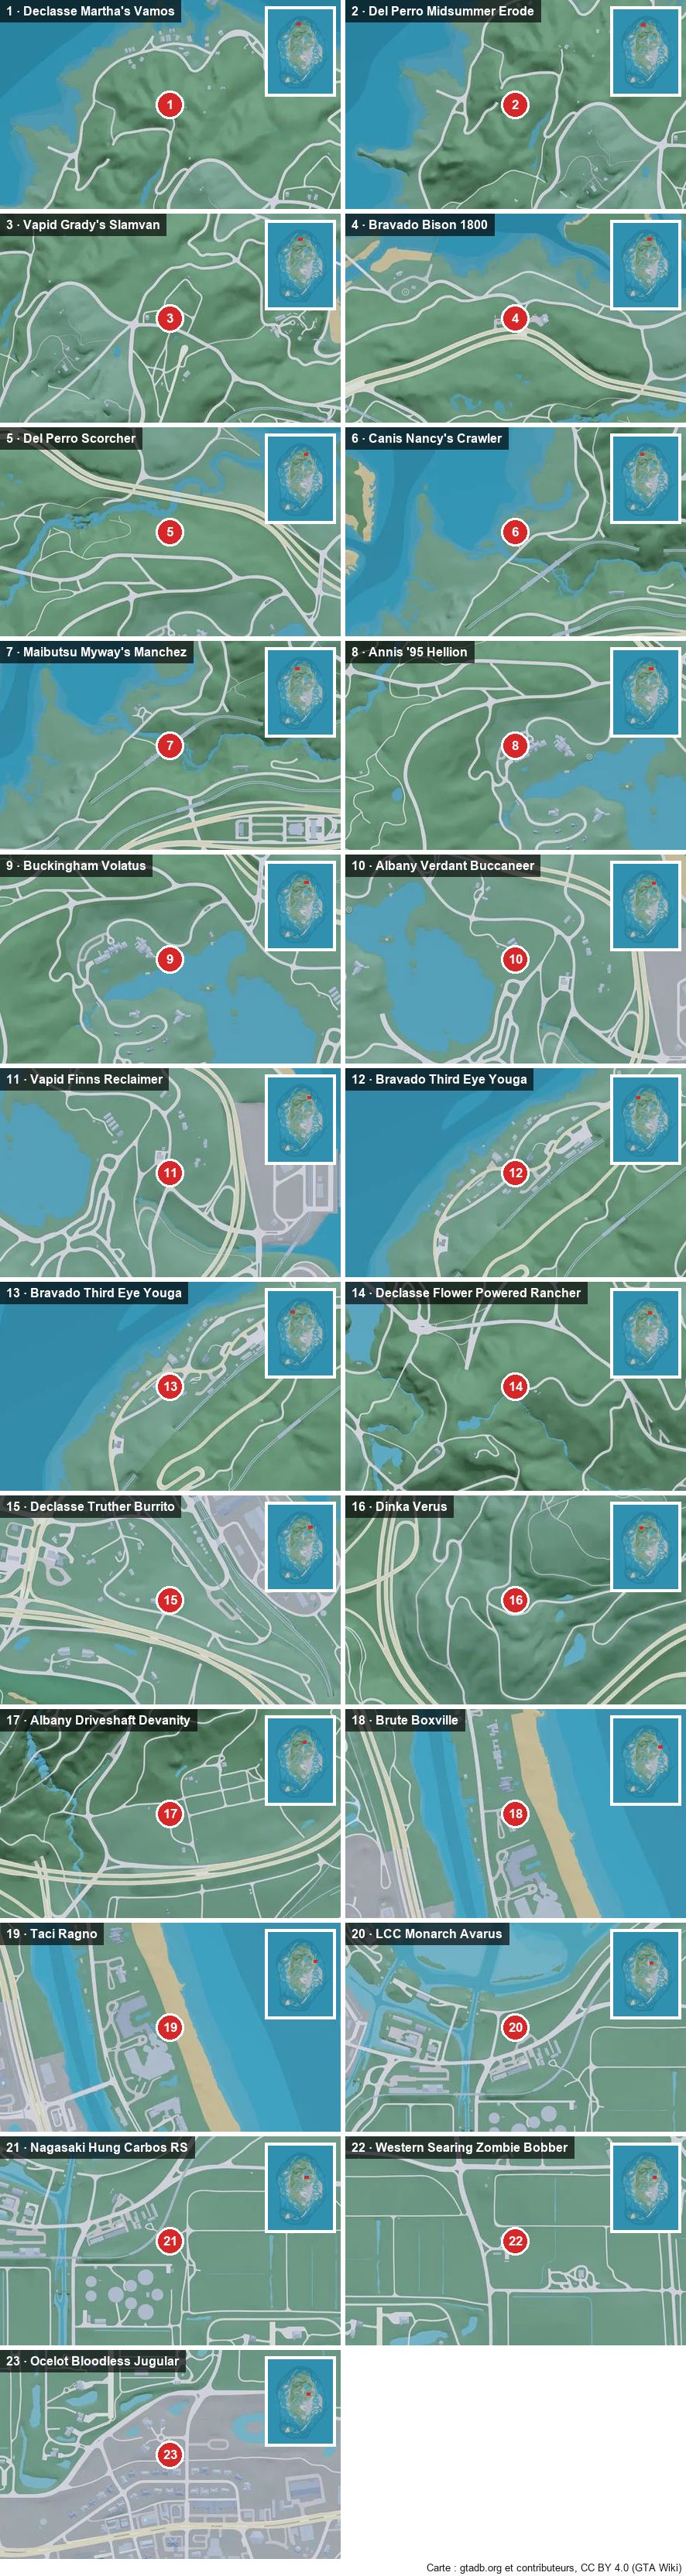 1 · Declasse Martha's Vamos
1
2 · Del Perro Midsummer Erode
2
3 · Vapid Grady's Slamvan
3
4 · Bravado Bison 1800
4
5 · Del Perro Scorcher
5
6 · Canis Nancy's Crawler
6
7 · Maibutsu Myway's Manchez
7
8 · Annis '95 Hellion
8
9 · Buckingham Volatus
9
10 · Albany Verdant Buccaneer
10
11 · Vapid Finns Reclaimer
11
12 · Bravado Third Eye Youga
12
13 · Bravado Third Eye Youga
13
14 · Declasse Flower Powered Rancher
14
15 · Declasse Truther Burrito
15
16 · Dinka Verus
16
17 · Albany Driveshaft Devanity
17
18 · Brute Boxville
18
19 · Taci Ragno
19
20 · LCC Monarch Avarus
20
21 · Nagasaki Hung Carbos RS
21
22 · Western Searing Zombie Bobber
22
23 · Ocelot Bloodless Jugular
23
Carte : gtadb.org et contributeurs, CC BY 4.0 (GTA Wiki)